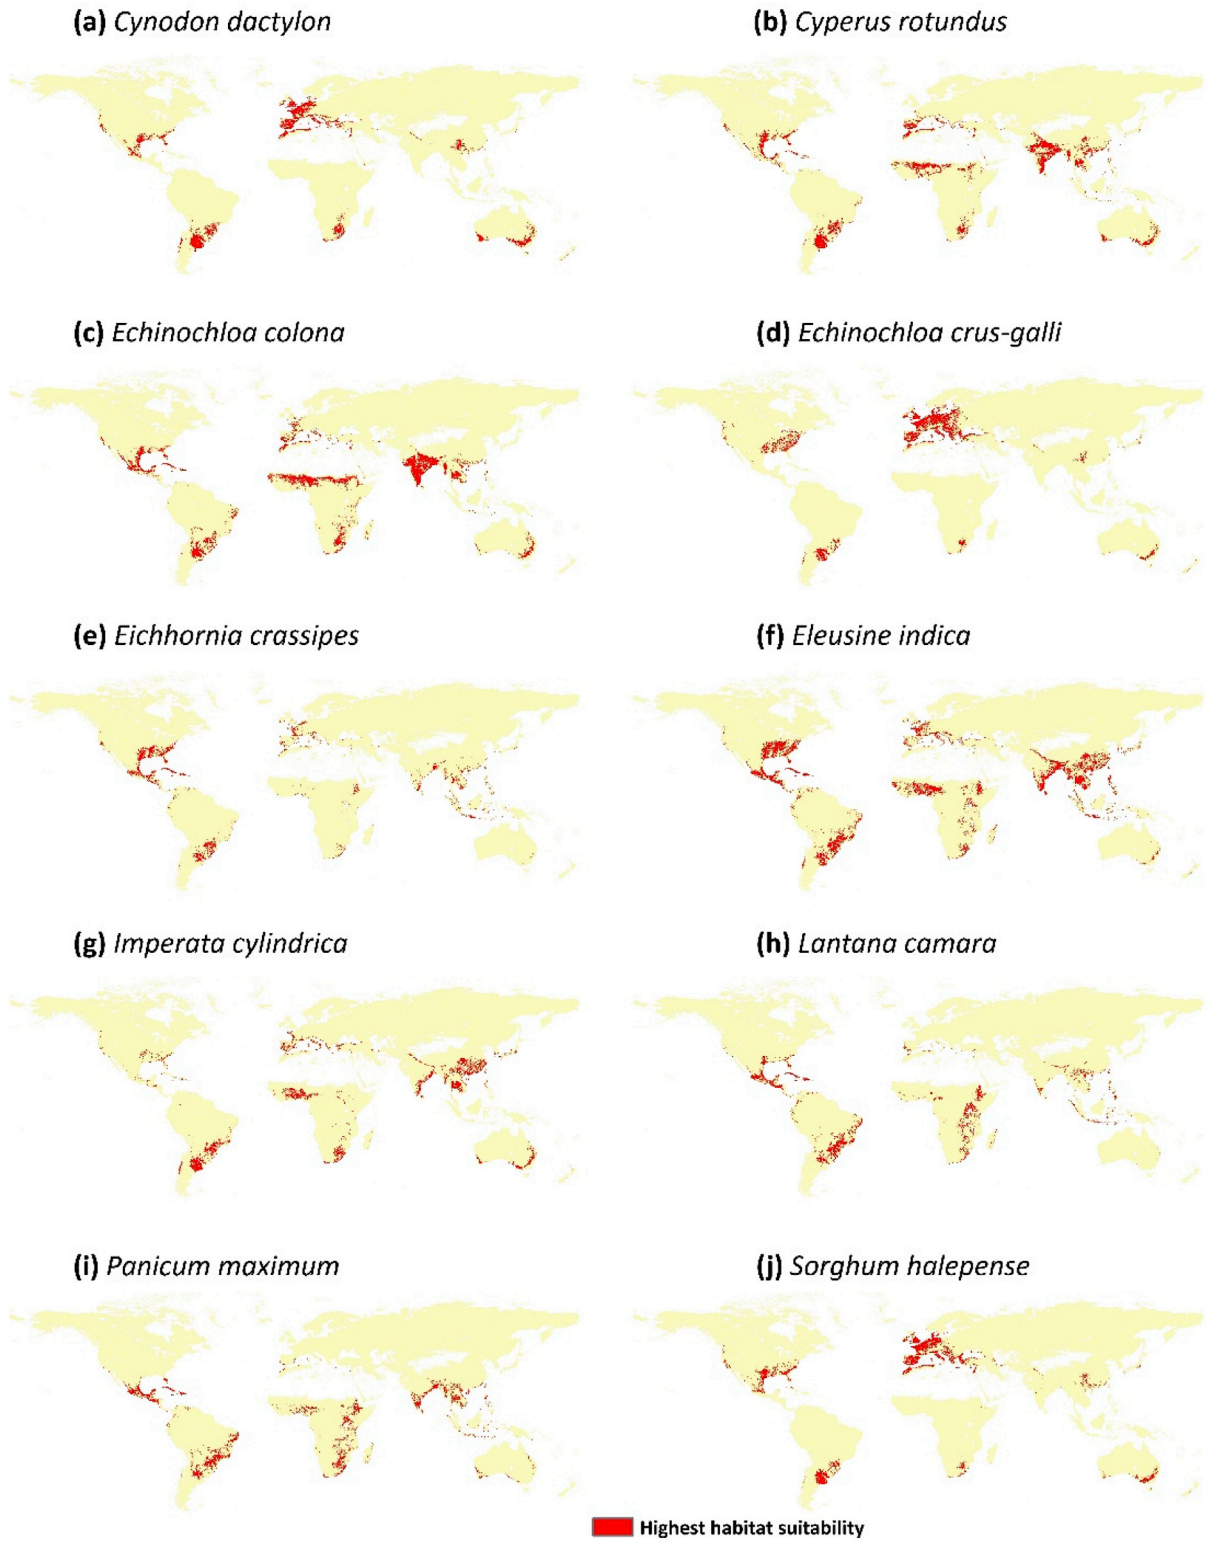 (a) Cynodon dactylon
(b) Cyperus rotundus
(c) Echinochloa colona
(d) Echinochloa crus-galli
(e) Eichhornia crassipes
(f) Eleusine indica
(g) Imperata cylindrica
(h) Lantana camara
(i) Panicum maximum
(j) Sorghum halepense
Highest habitat suitability